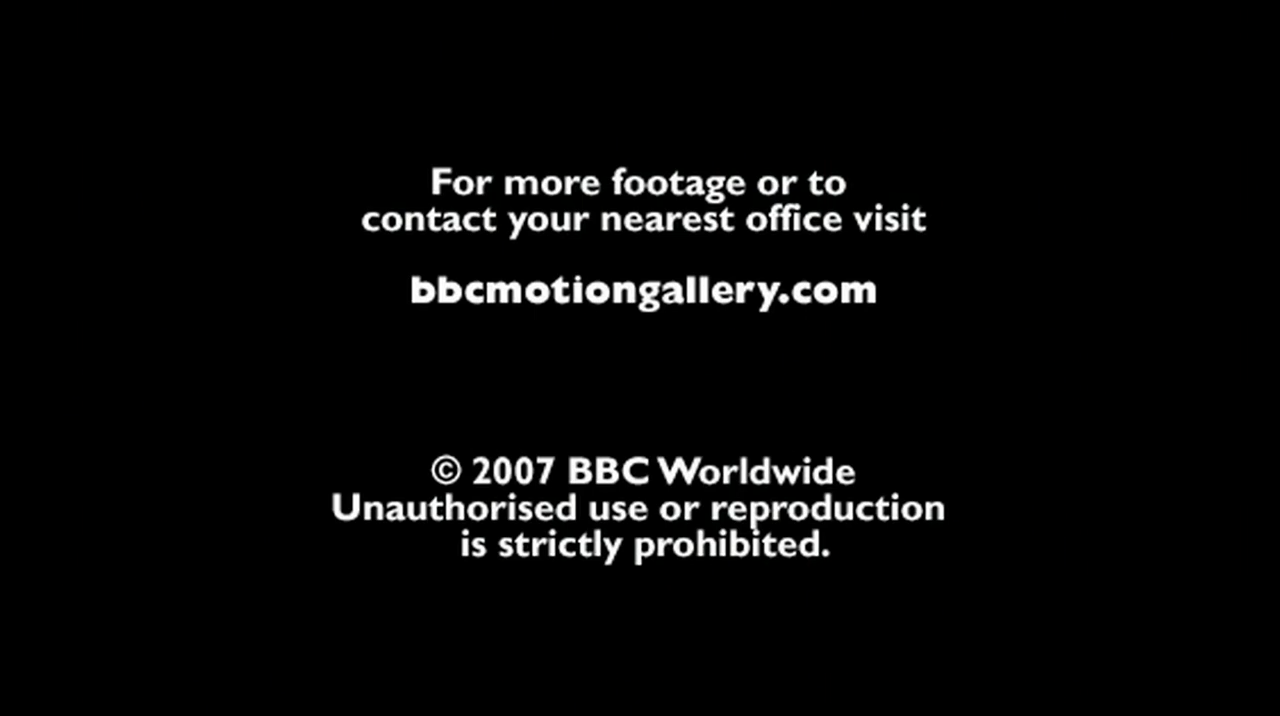 For more footage or to
contact your nearest office visit
bbcmotiongallery.com
© 2007 BBC Worldwide
Unauthorised use or reproduction
is strictly prohibited.